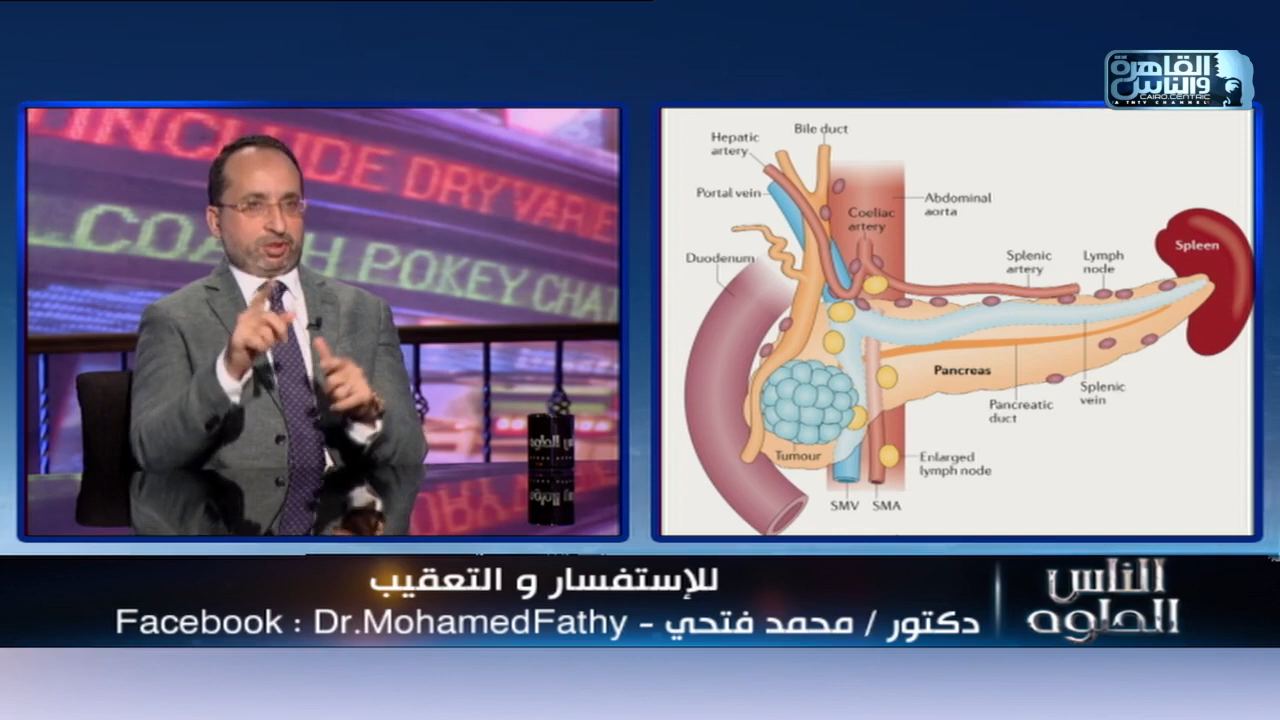 القاهرة
والناس
CAIRO.CENTRIC
A TNTV CHANNEL
INCLUDE DRY VARIE
COACH POKEY CHAT
Bile duct
Hepatic
artery
Portal vein
Abdominal
aorta
Coeliac
artery
Duodenum
Splenic
artery
Lymph
node
Spleen
Pancreas
Pancreatic
duct
Splenic
vein
Tumour
Enlarged
lymph node
SMV
SMA
للإستفسار و التعقيب
دكتور / محمد فتحي - Facebook : Dr.MohamedFathy
الناس
الحلوه